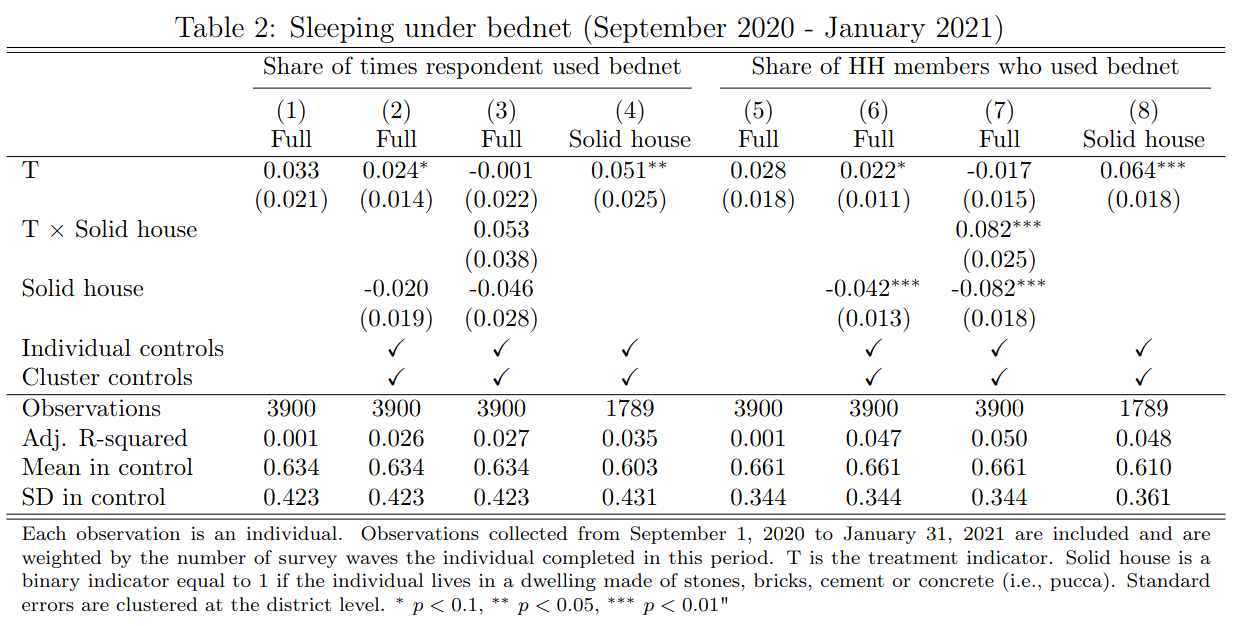 Table 2: Sleeping under bednet (September 2020 - January 2021)
Share of times respondent used bednet Share of HH members who used bednet
(1) (2) (3) (4) (5) (6) (7) (8)
Full Full Full Solid house Full Full Full Solid house
T 0.033 0.024* -0.001 0.051** 0.028 0.022* -0.017 0.064***
(0.021) (0.014) (0.022) (0.025) (0.018) (0.011) (0.015) (0.018)
T × Solid house 0.053 0.082***
(0.038) (0.025)
Solid house -0.020 -0.046 -0.042*** -0.082***
(0.019) (0.028) (0.013) (0.018)
Individual controls ✓ ✓ ✓ ✓ ✓ ✓
Cluster controls ✓ ✓ ✓ ✓ ✓ ✓
Observations 3900 3900 3900 1789 3900 3900 3900 1789
Adj. R-squared 0.001 0.026 0.027 0.035 0.001 0.047 0.050 0.048
Mean in control 0.634 0.634 0.634 0.603 0.661 0.661 0.661 0.610
SD in control 0.423 0.423 0.423 0.431 0.344 0.344 0.344 0.361
Each observation is an individual. Observations collected from September 1, 2020 to January 31, 2021 are included and are
weighted by the number of survey waves the individual completed in this period. T is the treatment indicator. Solid house is a
binary indicator equal to 1 if the individual lives in a dwelling made of stones, bricks, cement or concrete (i.e., pucca). Standard
errors are clustered at the district level. * p < 0.1, ** p < 0.05, *** p < 0.01"